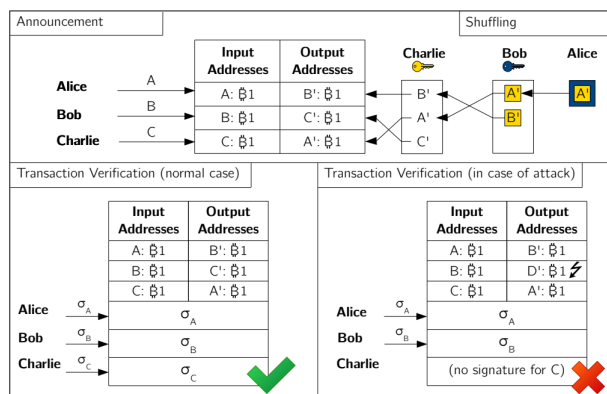 Announcement
Shuffling
Input Addresses
Output Addresses
Charlie
Bob
Alice
Alice
A
A: ₿1
B': ₿1
B'
A'
A'
Bob
B
B: ₿1
C': ₿1
A'
B'
Charlie
C
C: ₿1
A': ₿1
C'
Transaction Verification (normal case)
Input Addresses
Output Addresses
A: ₿1
B': ₿1
B: ₿1
C': ₿1
C: ₿1
A': ₿1
Alice
σA
σA
Bob
σB
σB
Charlie
σC
σC
Transaction Verification (in case of attack)
Input Addresses
Output Addresses
A: ₿1
B': ₿1
B: ₿1
D': ₿1
C: ₿1
A': ₿1
Alice
σA
σA
Bob
σB
σB
Charlie
(no signature for C)